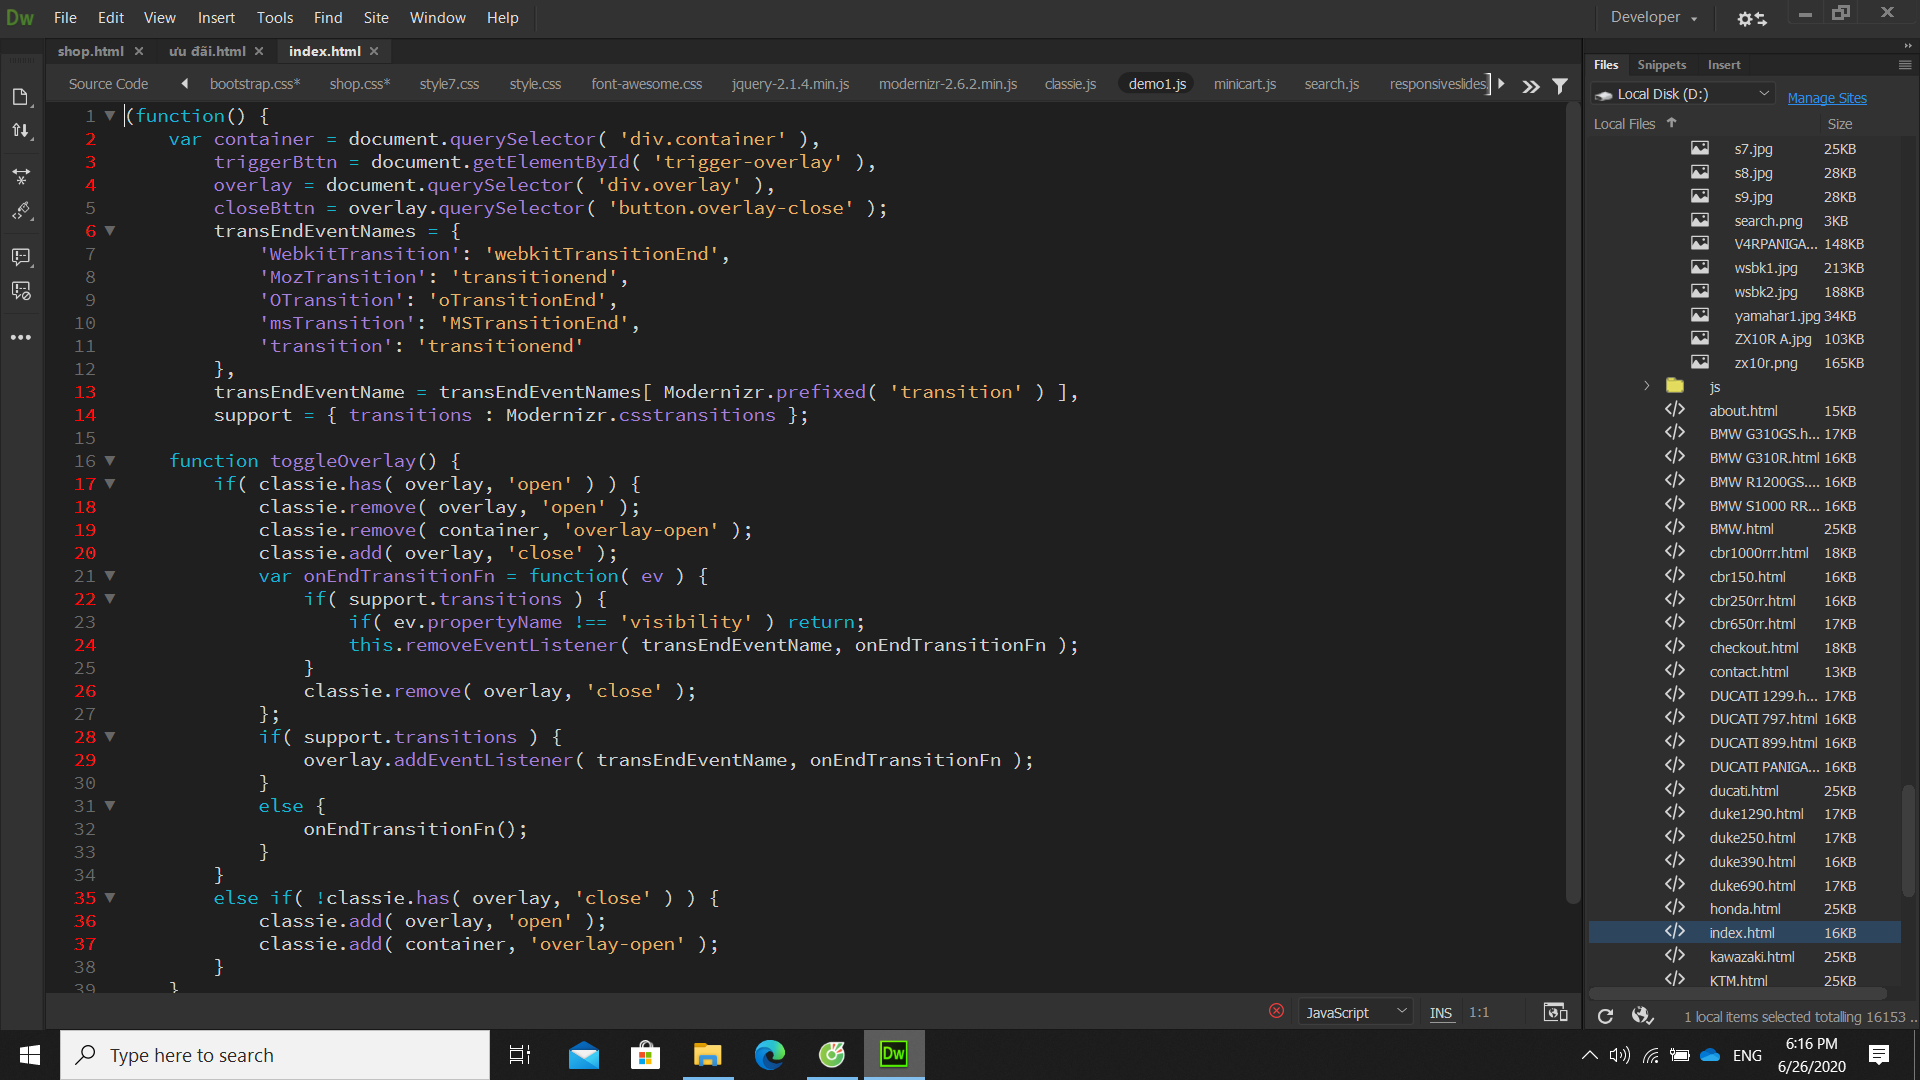 Dw File Edit View Insert Tools Find Site Window Help Developer
shop.html × ưu đãi.html × index.html ×
Source Code bootstrap.css* shop.css* style7.css style.css font-awesome.css jquery-2.1.4.min.js modernizr-2.6.2.min.js classie.js demo1.js minicart.js search.js responsiveslides
1 (function() {
2 var container = document.querySelector( 'div.container' ),
3 triggerBttn = document.getElementById( 'trigger-overlay' ),
4 overlay = document.querySelector( 'div.overlay' ),
5 closeBttn = overlay.querySelector( 'button.overlay-close' );
6 transEndEventNames = {
7 'WebkitTransition': 'webkitTransitionEnd',
8 'MozTransition': 'transitionend',
9 'OTransition': 'oTransitionEnd',
10 'msTransition': 'MSTransitionEnd',
11 'transition': 'transitionend'
12 },
13 transEndEventName = transEndEventNames[ Modernizr.prefixed( 'transition' ) ],
14 support = { transitions : Modernizr.csstransitions };
15
16 function toggleOverlay() {
17 if( classie.has( overlay, 'open' ) ) {
18 classie.remove( overlay, 'open' );
19 classie.remove( container, 'overlay-open' );
20 classie.add( overlay, 'close' );
21 var onEndTransitionFn = function( ev ) {
22 if( support.transitions ) {
23 if( ev.propertyName !== 'visibility' ) return;
24 this.removeEventListener( transEndEventName, onEndTransitionFn );
25 }
26 classie.remove( overlay, 'close' );
27 };
28 if( support.transitions ) {
29 overlay.addEventListener( transEndEventName, onEndTransitionFn );
30 }
31 else {
32 onEndTransitionFn();
33 }
34 }
35 else if( !classie.has( overlay, 'close' ) ) {
36 classie.add( overlay, 'open' );
37 classie.add( container, 'overlay-open' );
38 }
39 }
JavaScript INS 1:1
Files Snippets Insert
Local Disk (D:) Manage Sites
Local Files Size
s7.jpg 25KB
s8.jpg 28KB
s9.jpg 28KB
search.png 3KB
V4RPANIGA... 148KB
wsbk1.jpg 213KB
wsbk2.jpg 188KB
yamahar1.jpg 34KB
ZX10R A.jpg 103KB
zx10r.png 165KB
js
about.html 15KB
BMW G310GS.h... 17KB
BMW G310R.html 16KB
BMW R1200GS.... 16KB
BMW S1000 RR... 16KB
BMW.html 25KB
cbr1000rrr.html 18KB
cbr150.html 16KB
cbr250rr.html 16KB
cbr650rr.html 17KB
checkout.html 18KB
contact.html 13KB
DUCATI 1299.h... 17KB
DUCATI 797.html 16KB
DUCATI 899.html 16KB
DUCATI PANIGA... 16KB
ducati.html 25KB
duke1290.html 17KB
duke250.html 17KB
duke390.html 16KB
duke690.html 17KB
honda.html 25KB
index.html 16KB
kawazaki.html 25KB
KTM.html 25KB
1 local items selected totalling 16153 ..
Type here to search
Dw
ENG
6:16 PM
6/26/2020